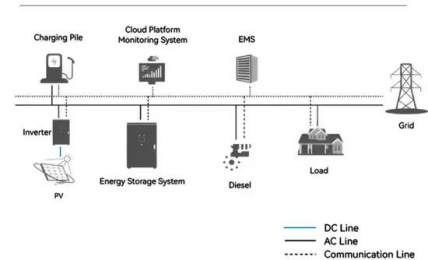 Charging Pile
Cloud Platform
Monitoring System
EMS
Grid
Inverter
PV
Energy Storage System
Diesel
Load
DC Line
AC Line
Communication Line